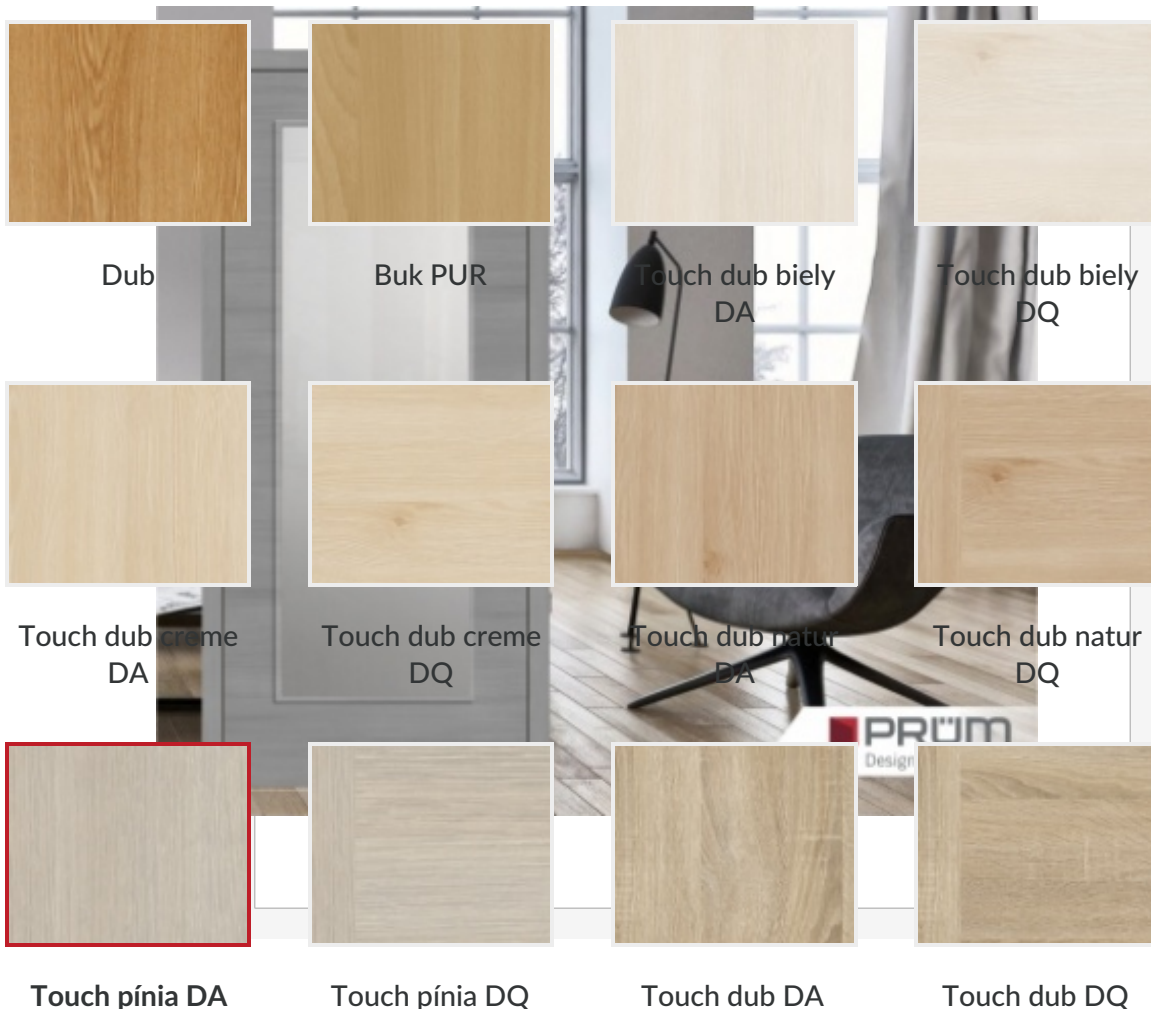 Dub
Buk PUR
Touch dub biely
DA
Touch dub biely
DQ
Touch dub creme
DA
Touch dub creme
DQ
Touch dub natur
DA
Touch dub natur
DQ
PRÜM
Design
Touch pínia DA
Touch pínia DQ
Touch dub DA
Touch dub DQ